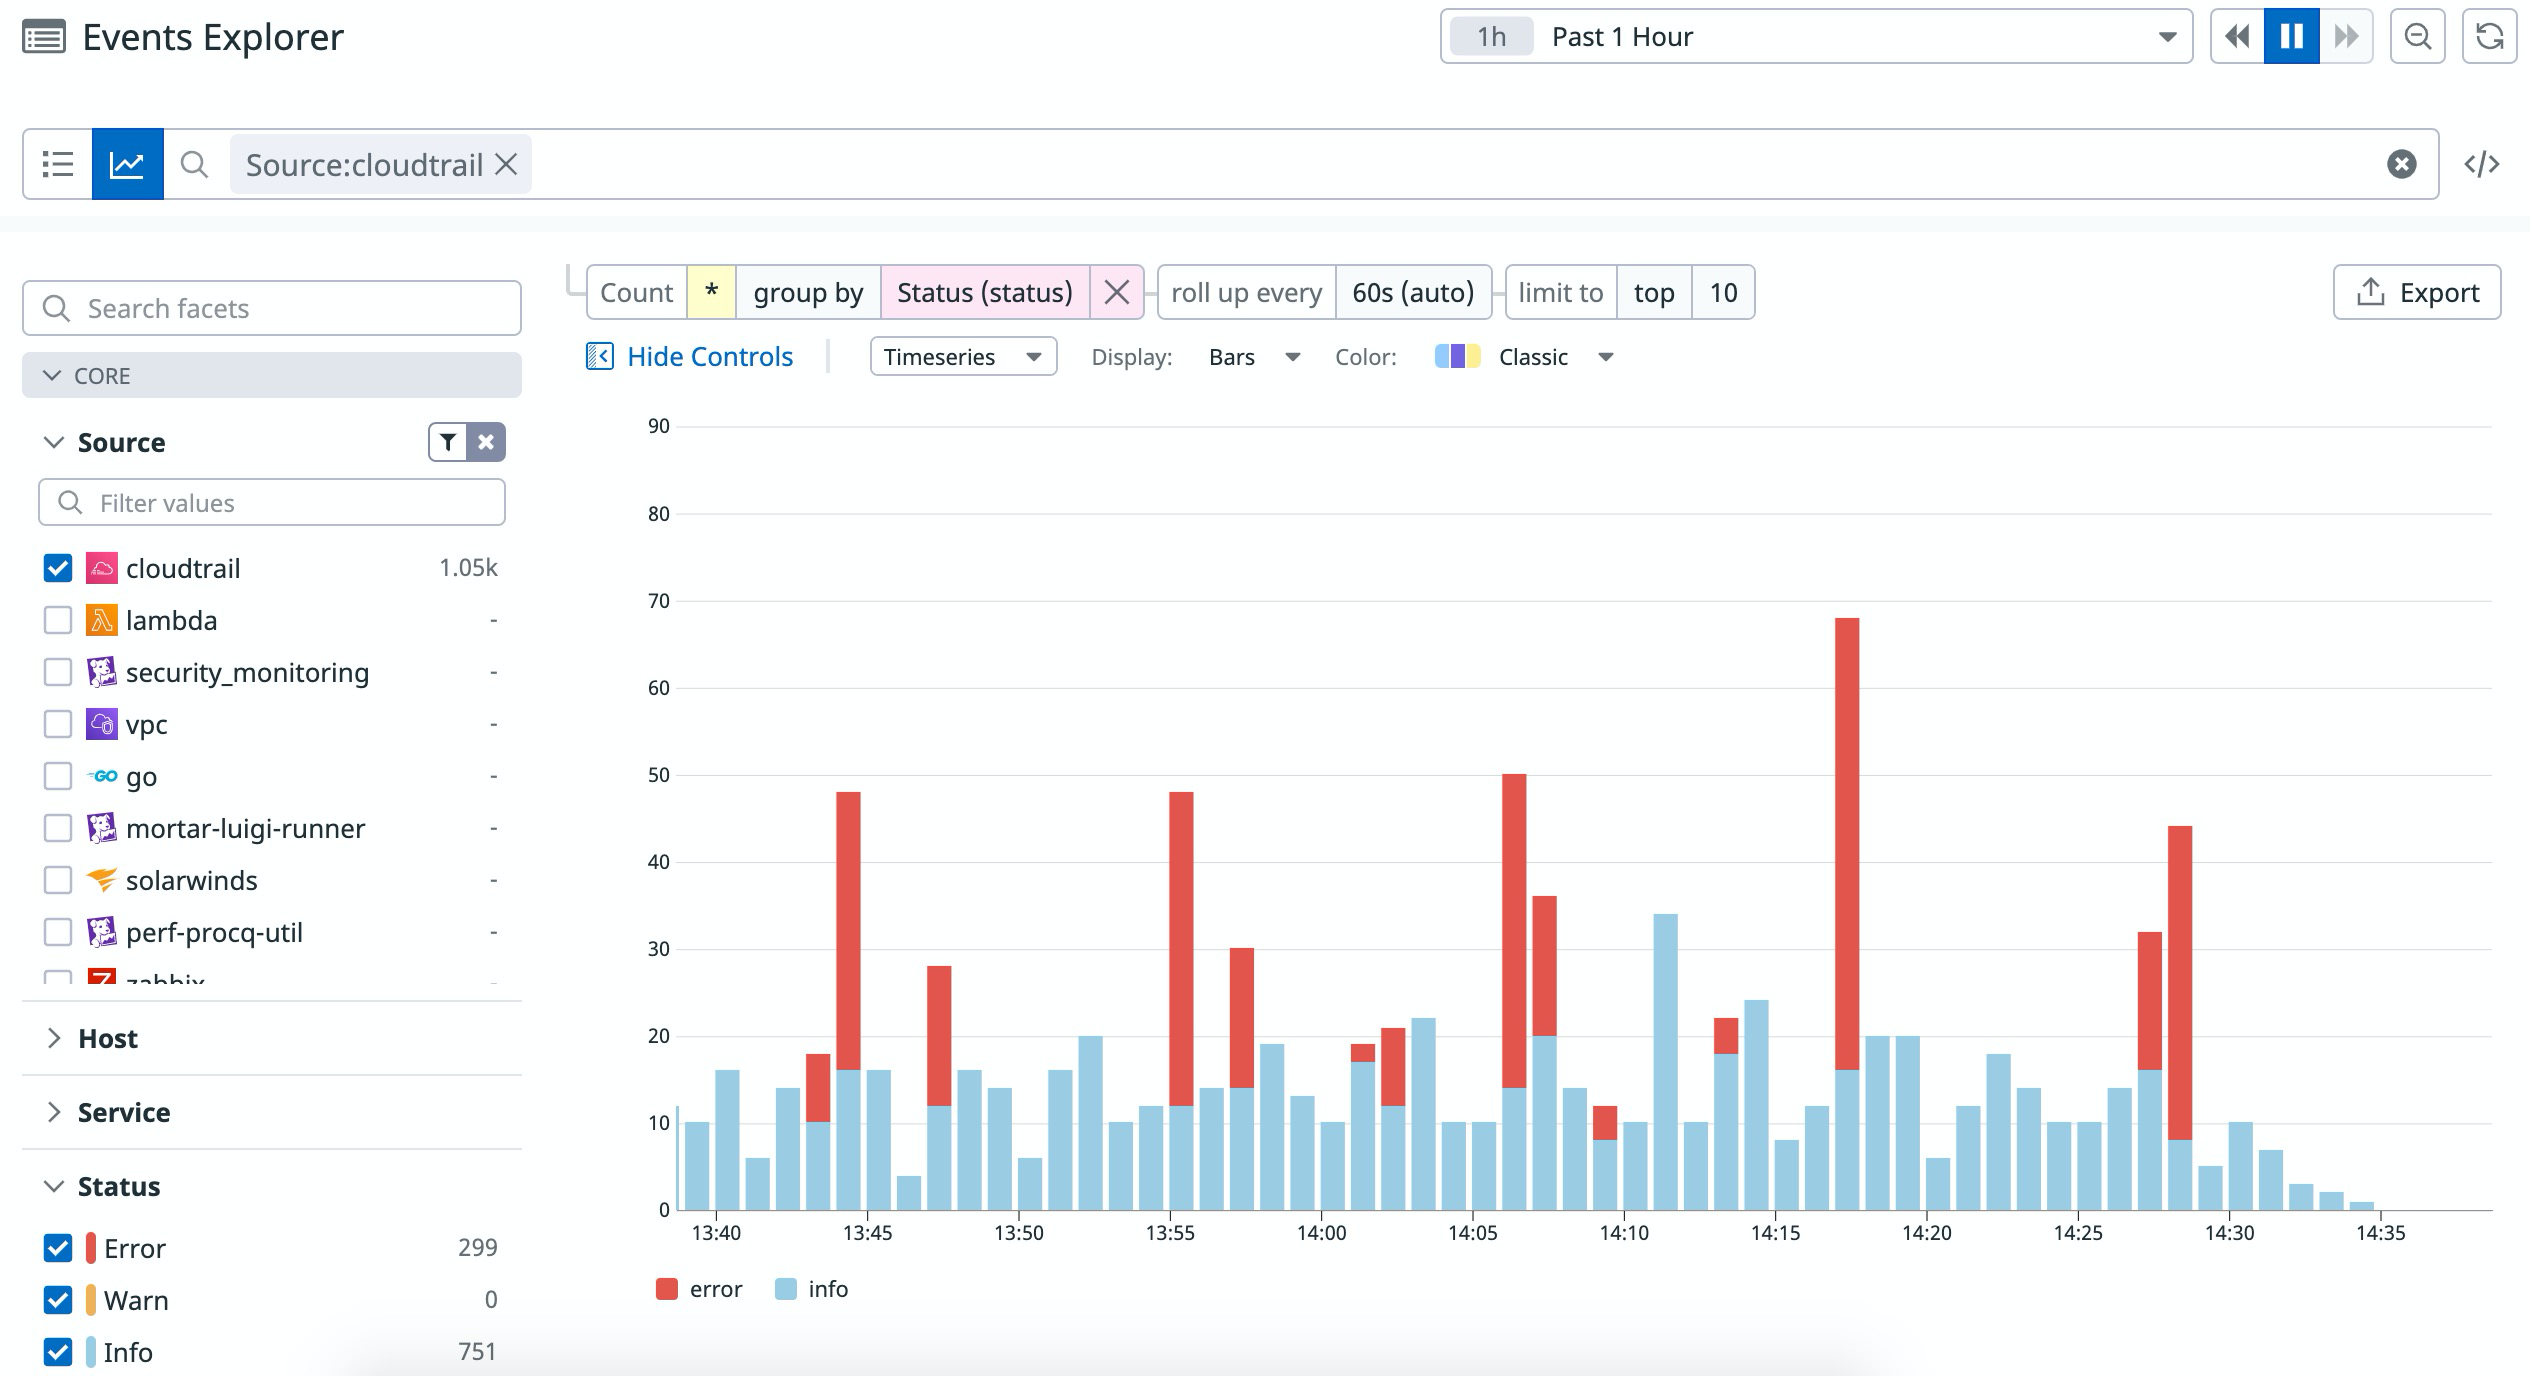 Events Explorer
1h Past 1 Hour
Source:cloudtrail
Search facets
CORE
Source
Filter values
cloudtrail 1.05k
lambda -
security_monitoring -
vpc -
GO go -
mortar-luigi-runner -
solarwinds -
perf-procq-util -
zabbix -
Host
Service
Status
Error 299
Warn 0
Info 751
Count * group by Status (status) roll up every 60s (auto) limit to top 10
Export
Hide Controls Timeseries Display: Bars Color: Classic
90
80
70
60
50
40
30
20
10
0
13:40 13:45 13:50 13:55 14:00 14:05 14:10 14:15 14:20 14:25 14:30 14:35
error info